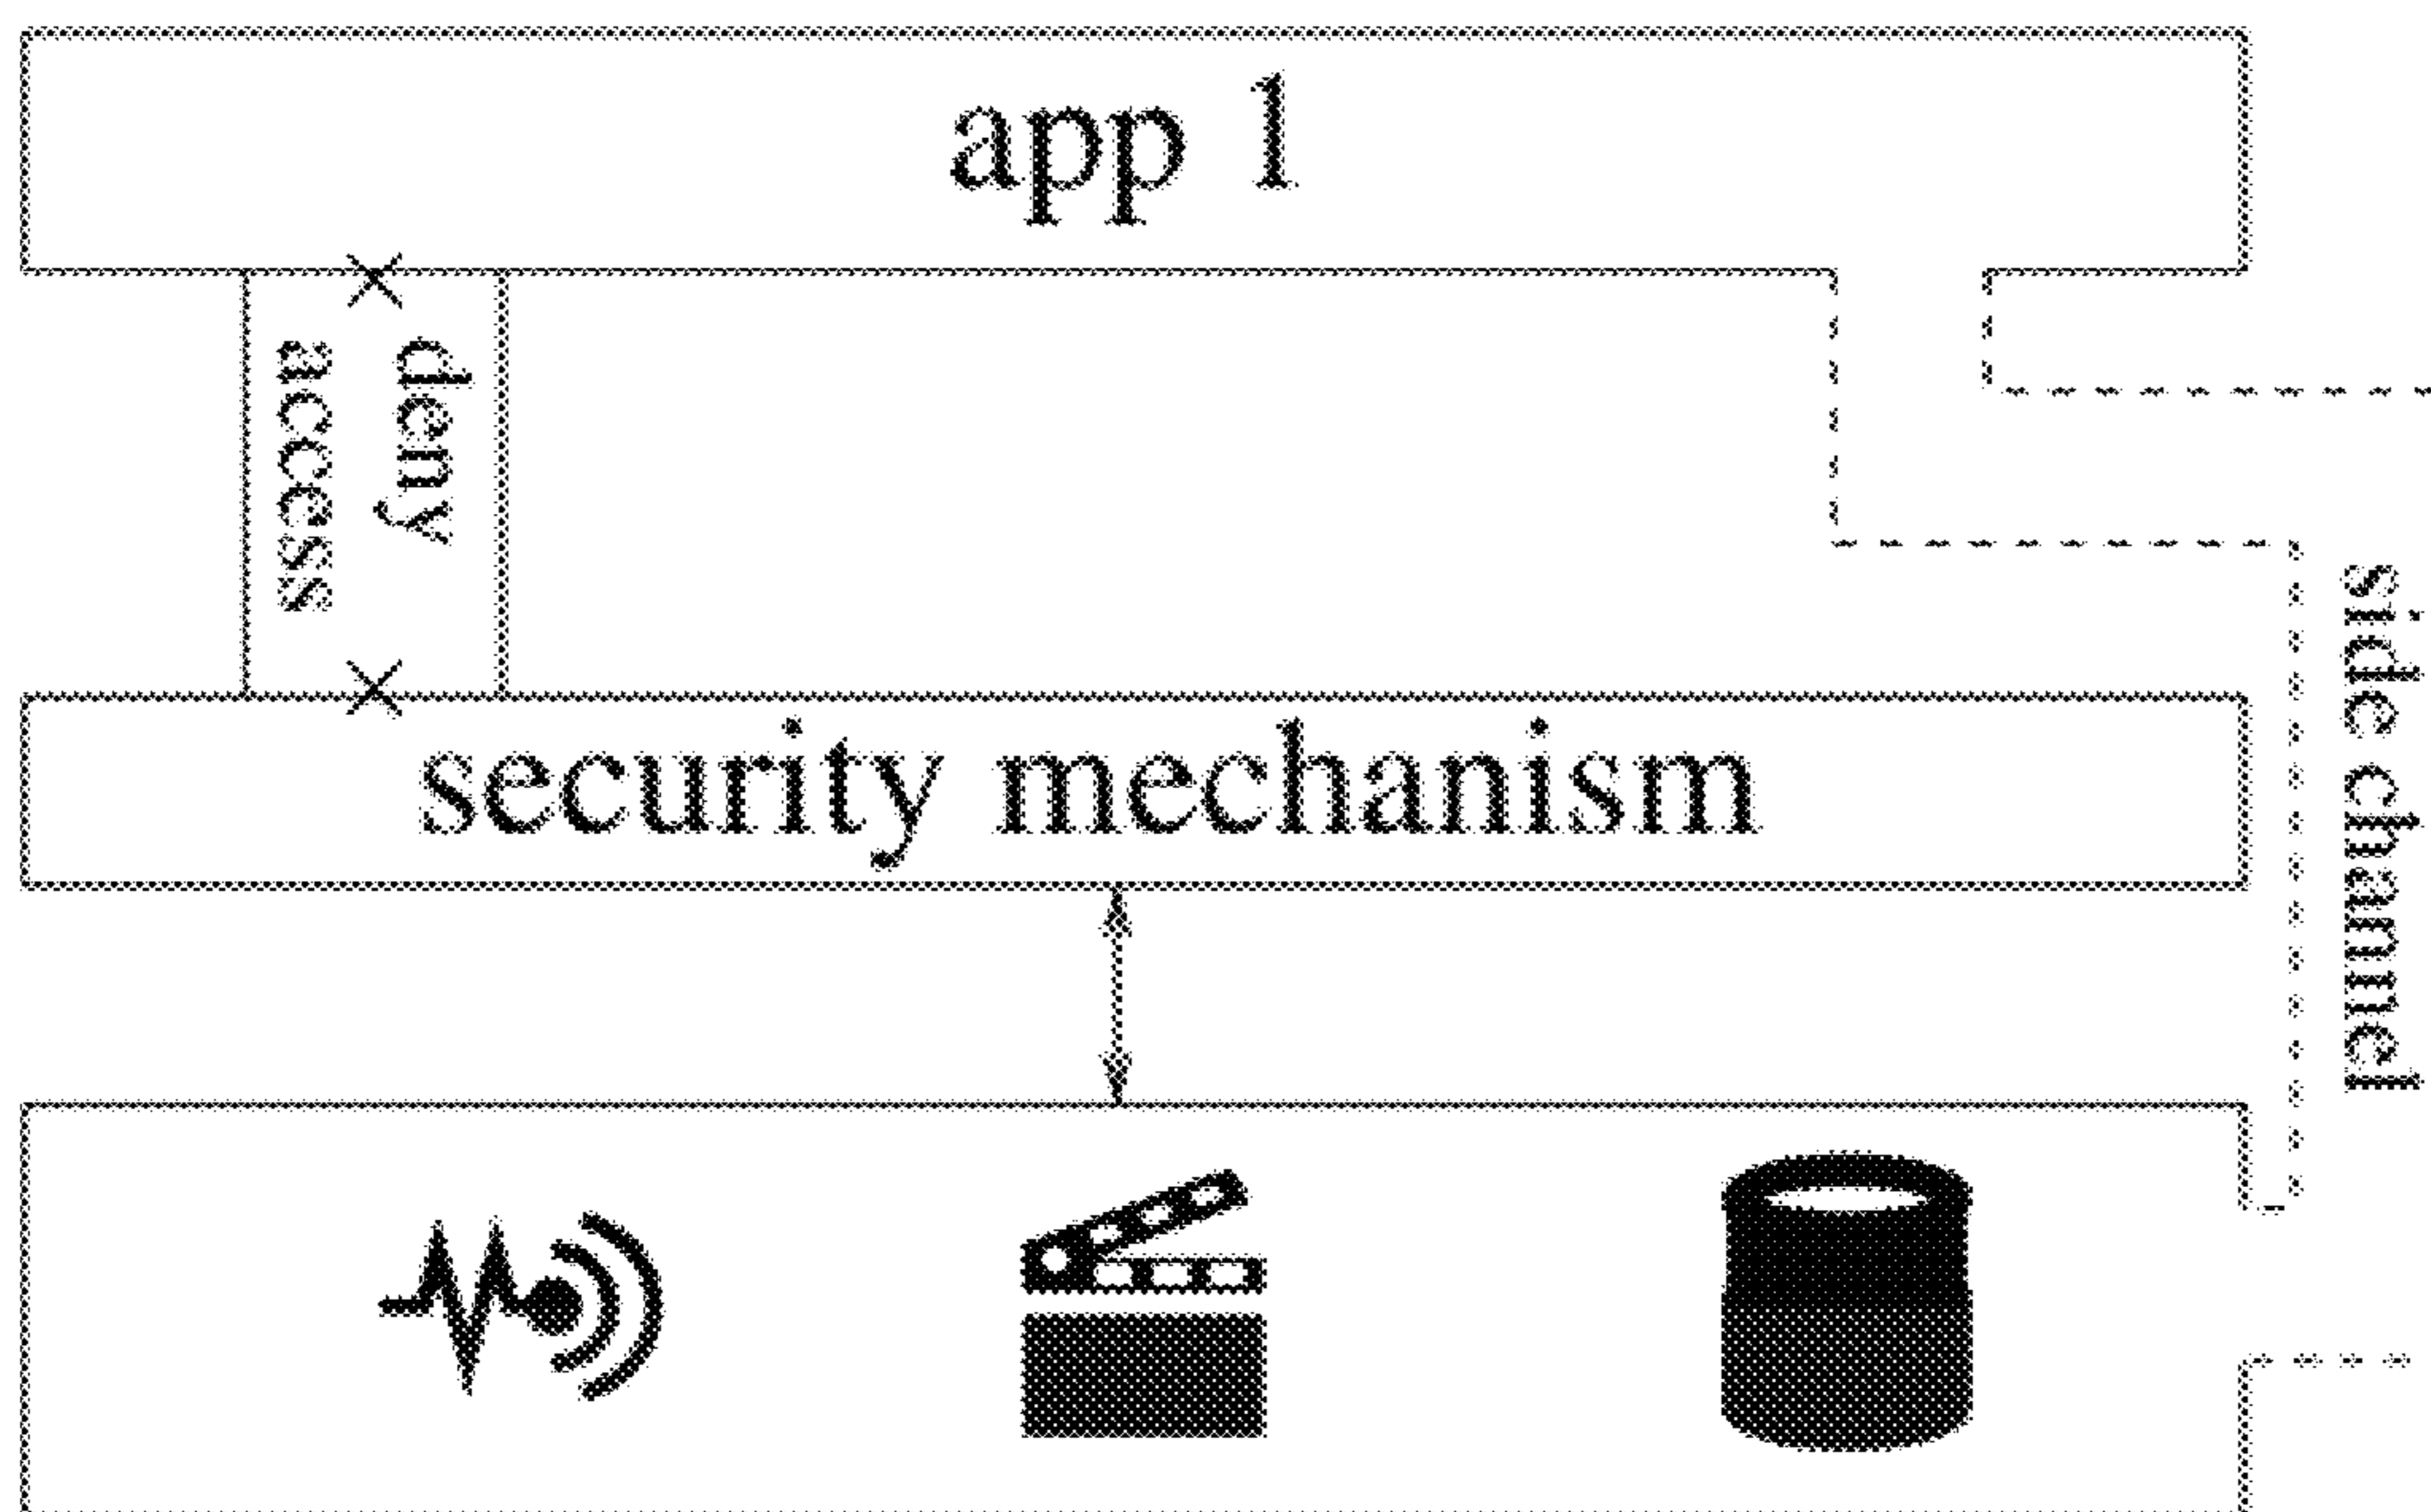 app 1
deny
access
security mechanism
side channel